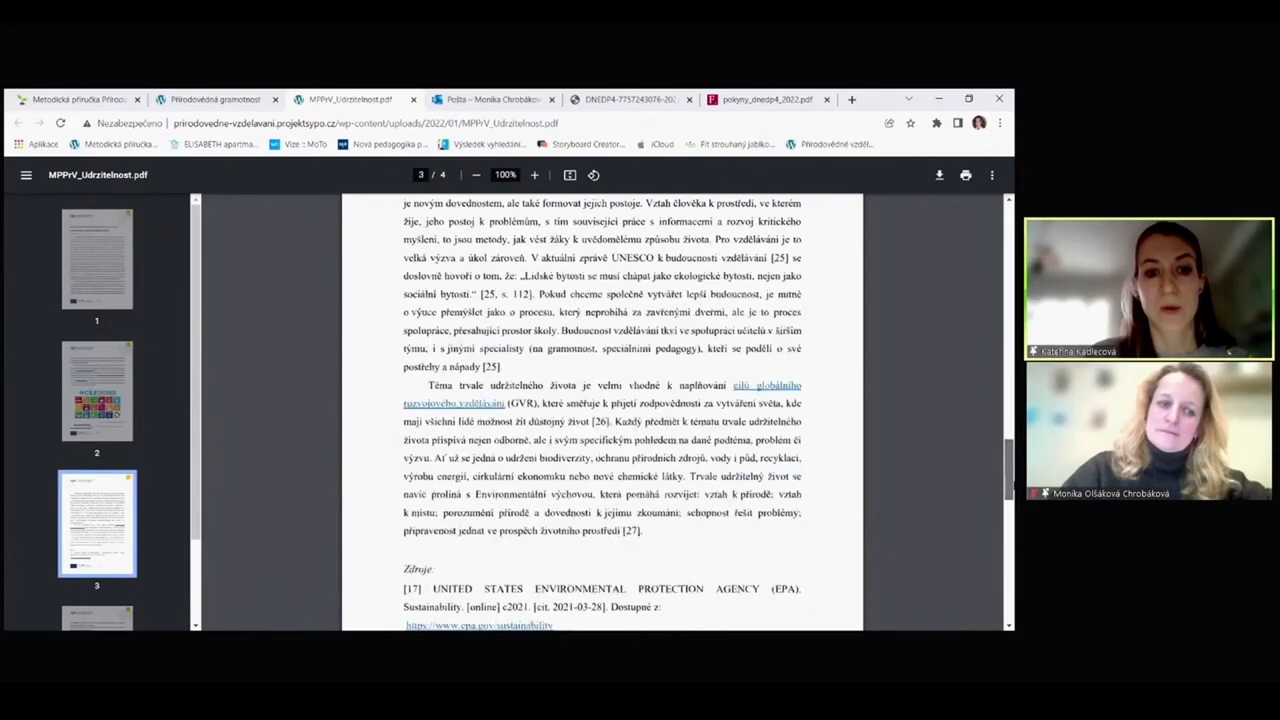 Metodická příručka Přírodo
Přírodovědná gramotnost
MPPrV_Udrzitelnost.pdf
Pošta – Monika Chrobákov
DNEDP4-7757243076-202
pokyny_dnedp4_2022.pdf
Nezabezpečeno
prirodovedne-vzdelavani.projektsypo.cz/wp-content/uploads/2022/01/MPPrV_Udrzitelnost.pdf
Aplikace
Metodická příručka...
ELISABETH apartma...
Vize :: MoTo
Nová pedagogika p...
Výsledek vyhledání...
Storyboard Creator...
iCloud
Fit strouhaný jablko...
Přírodovědné vzděl...
MPPrV_Udrzitelnost.pdf
3 / 4
100%
1
2
3
je novým dovednostem, ale také formovat jejich postoje. Vztah člověka k prostředí, ve kterém
žije, jeho postoj k problémům, s tím související práce s informacemi a rozvoj kritického
myšlení, to jsou metody, jak vést žáky k uvědomělému způsobu života. Pro vzdělávání je to
velká výzva a úkol zároveň. V aktuální zprávě UNESCO k budoucnosti vzdělávání [25] se
doslovně hovoří o tom, že: „Lidské bytosti se musí chápat jako ekologické bytosti, nejen jako
sociální bytosti.“ [25, s. 112]. Pokud chceme společně vytvářet lepší budoucnost, je nutné
o výuce přemýšlet jako o procesu, který neprobíhá za zavřenými dveřmi, ale je to proces
spolupráce, přesahující prostor školy. Budoucnost vzdělávání tkví ve spolupráci učitelů v širším
týmu, i s jinými specialisty (na gramotnost, speciálními pedagogy), kteří se podělí o své
postřehy a nápady [25].
Téma trvale udržitelného života je velmi vhodné k naplňování cílů globálního
rozvojového vzdělávání (GVR), které směřuje k přijetí zodpovědnosti za vytváření světa, kde
mají všichni lidé možnost žít důstojný život [26]. Každý předmět k tématu trvale udržitelného
života přispívá nejen odborně, ale i svým specifickým pohledem na dané podtéma, problém či
výzvu. Ať už se jedná o udržení biodiverzity, ochranu přírodních zdrojů, vody i půd, recyklaci,
výrobu energií, cirkulární ekonomiku nebo nové chemické látky. Trvale udržitelný život se
navíc prolíná s Environmentální výchovou, která pomáhá rozvíjet: vztah k přírodě; vztah
k místu; porozumění přírodě a dovednosti k jejímu zkoumání; schopnost řešit problémy;
připravenost jednat ve prospěch životního prostředí [27].
Zdroje:
[17] UNITED STATES ENVIRONMENTAL PROTECTION AGENCY (EPA).
Sustainability. [online] c2021. [cit. 2021-03-28]. Dostupné z:
https://www.epa.gov/sustainability
Kateřina Kadlecová
Monika Olšáková Chrobáková